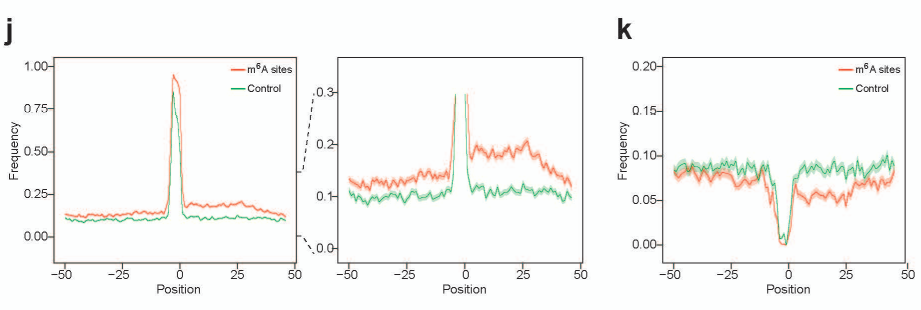 j
k
1.00
0.75
0.50
0.25
0.00
Frequency
−50
−25
0
25
50
Position
m6A sites
Control
0.3
0.2
0.1
0.0
−50
−25
0
25
50
Position
0.20
0.15
0.10
0.05
0.00
Frequency
−50
−25
0
25
50
Position
m6A sites
Control